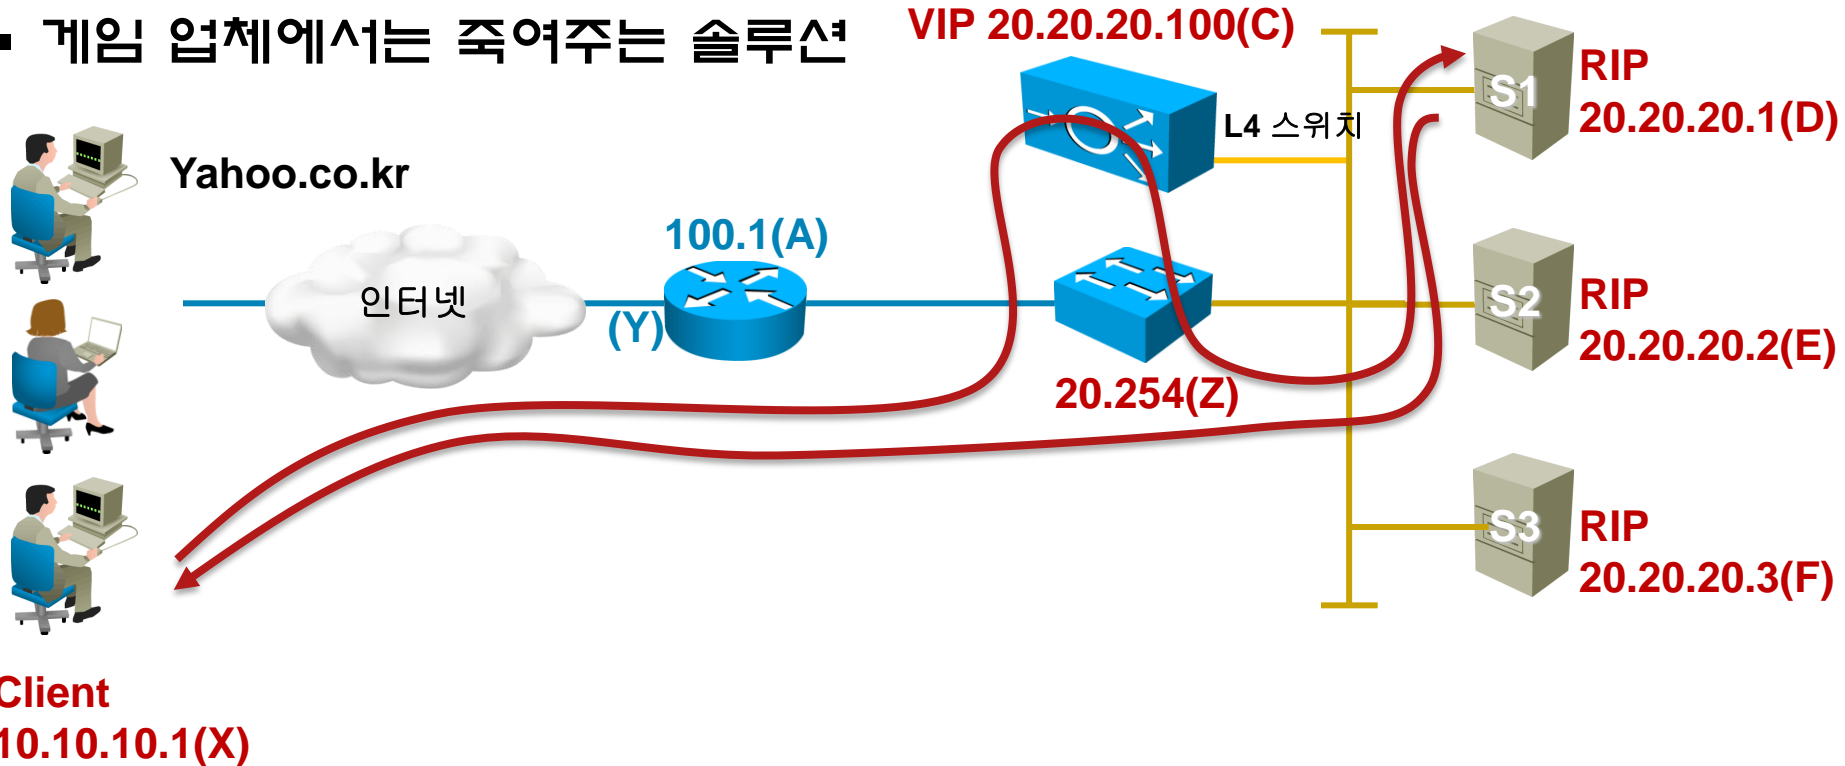 ▪ 게임 업체에서는 죽여주는 솔루션
VIP 20.20.20.100(C)
S1
RIP
20.20.20.1(D)
L4 스위치
Yahoo.co.kr
100.1(A)
인터넷
(Y)
S2
RIP
20.20.20.2(E)
20.254(Z)
S3
RIP
20.20.20.3(F)
Client
10.10.10.1(X)